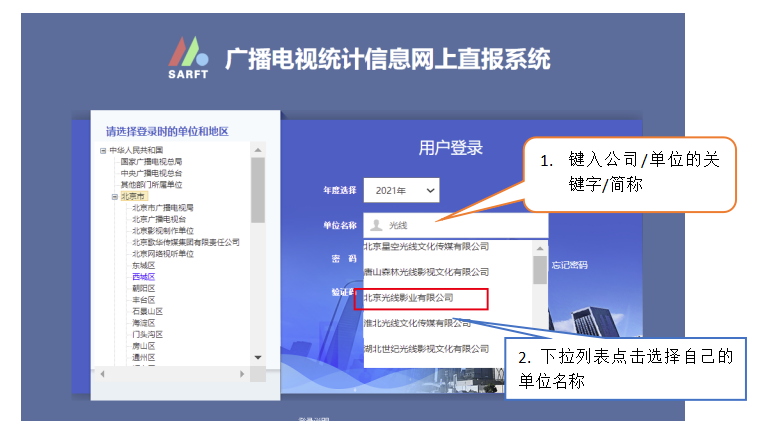 SARFT
广播电视统计信息网上直报系统
请选择登录时的单位和地区
中华人民共和国
国家广播电视总局
中央广播电视总台
其他部门所属单位
北京市
北京市广播电视局
北京广播电视台
北京影视制作单位
北京歌华传媒集团有限责任公司
北京网络视听单位
东城区
西城区
朝阳区
丰台区
石景山区
海淀区
门头沟区
房山区
通州区
用户登录
年度选择 2021年
单位名称 光线
密 码
忘记密码
验证码
北京星空光线文化传媒有限公司
唐山森林光线影视文化有限公司
北京光线影业有限公司
淮北光线文化传媒有限公司
湖北世纪光线影视文化有限公司
1. 键入公司/单位的关
键字/简称
2. 下拉列表点击选择自己的
单位名称